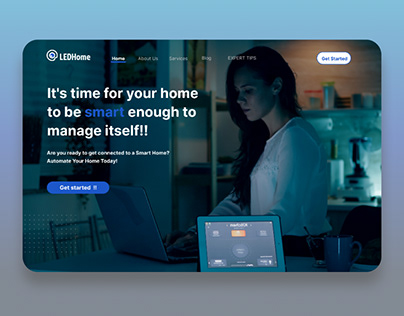 LEDHome
Home About Us Services Blog EXPERT TIPS
Get Started
It's time for your home
to be smart enough to
manage itself!!
Are you ready to get connected to a Smart Home?
Automate Your Home Today!
Get started